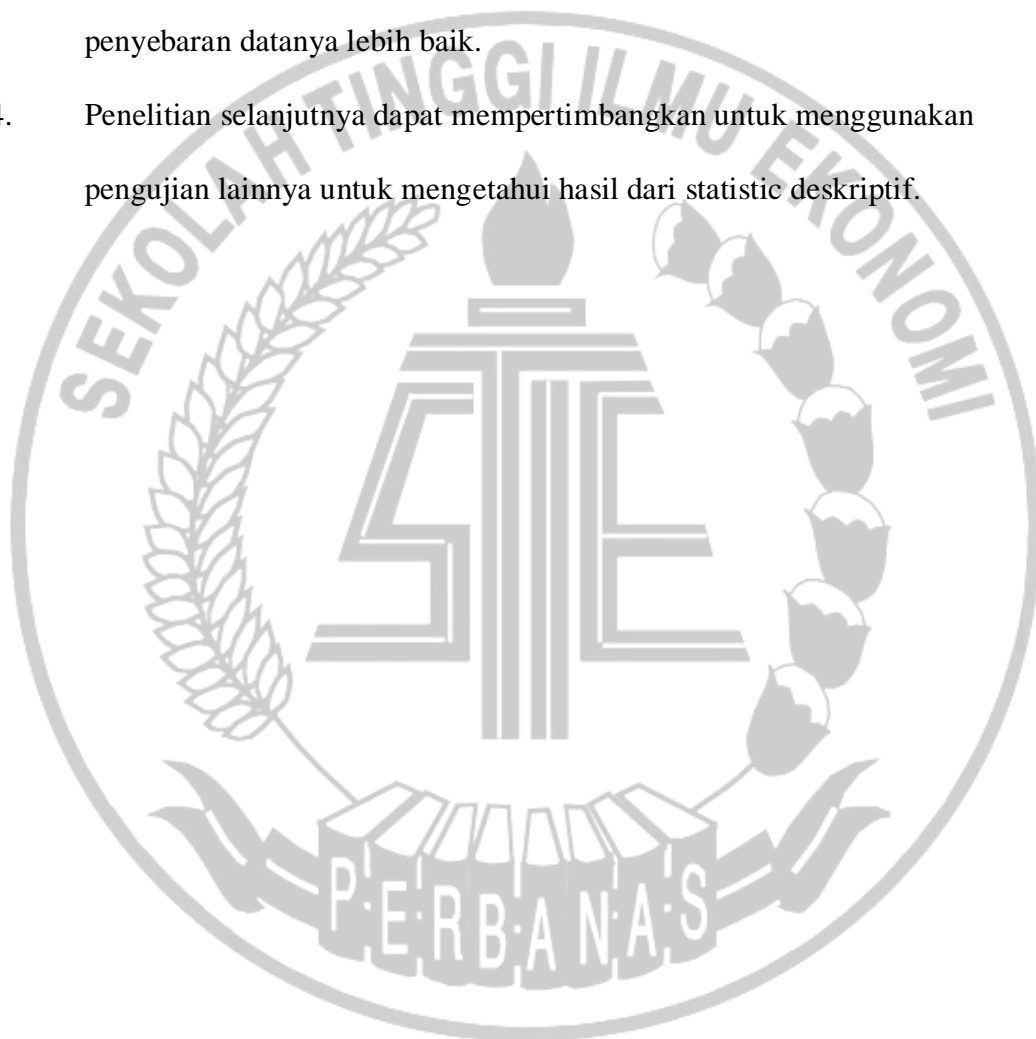 penyebaran datanya lebih baik.
4. Penelitian selanjutnya dapat mempertimbangkan untuk menggunakan
pengujian lainnya untuk mengetahui hasil dari statistic deskriptif.
SEKOLAH TINGGI ILMU EKONOMI
STIE
P·E·R·B·A·N·A·S